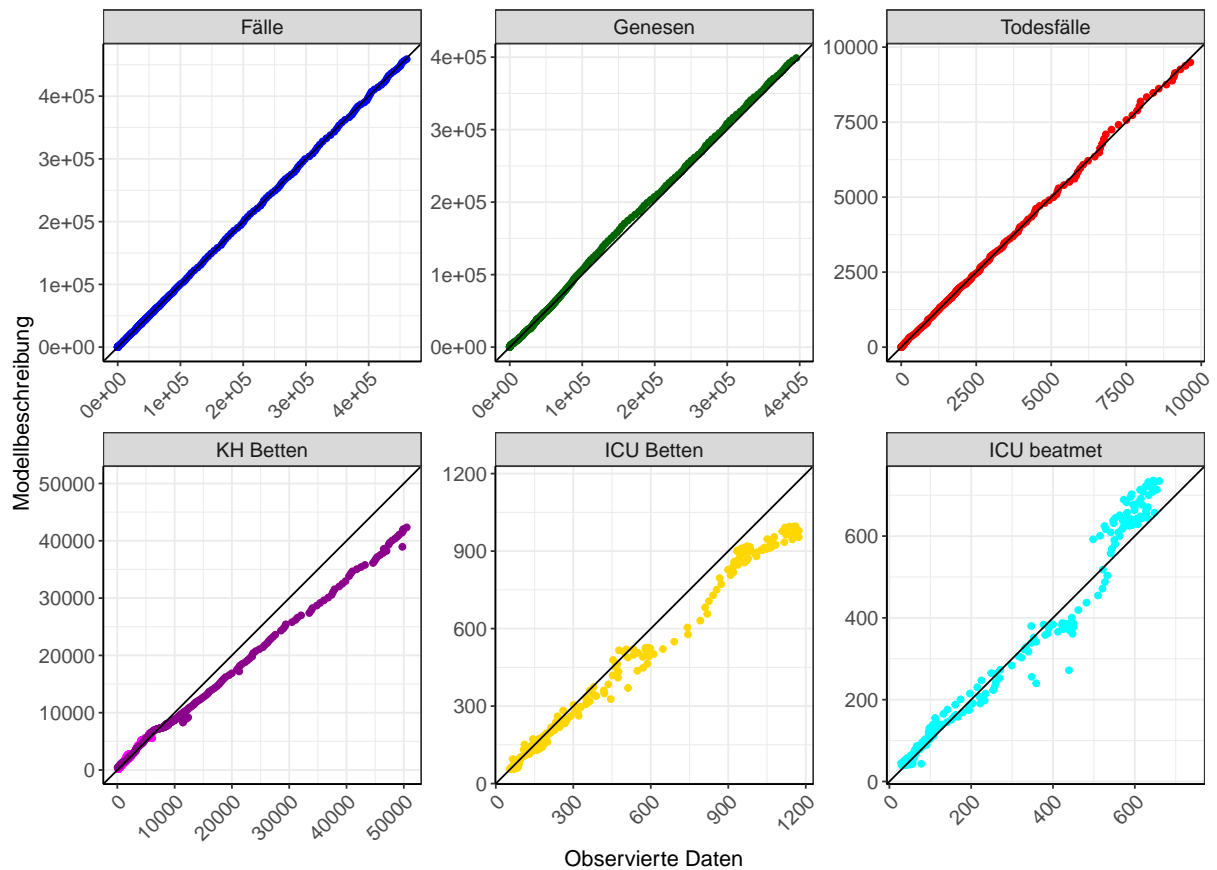 Fälle
Genesen
Todesfälle
4e+05
3e+05
2e+05
1e+05
0e+00
0e+00 1e+05 2e+05 3e+05 4e+05
4e+05
3e+05
2e+05
1e+05
0e+00
0e+00 1e+05 2e+05 3e+05 4e+05
10000
7500
5000
2500
0
0 2500 5000 7500 10000
Modellbeschreibung
KH Betten
ICU Betten
ICU beatmet
50000
40000
30000
20000
10000
0
0 10000 20000 30000 40000 50000
1200
900
600
300
0
0 300 600 900 1200
600
400
200
0
0 200 400 600
Observierte Daten